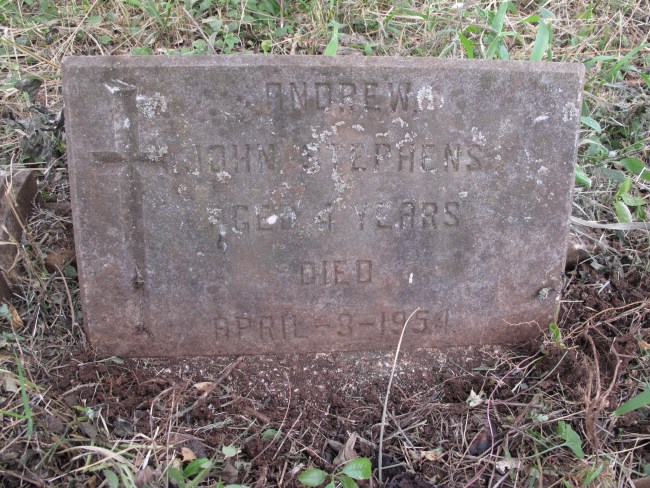 ANDREW
JOHN STEPHENS
AGED 4 YEARS
DIED
APRIL-3-1954